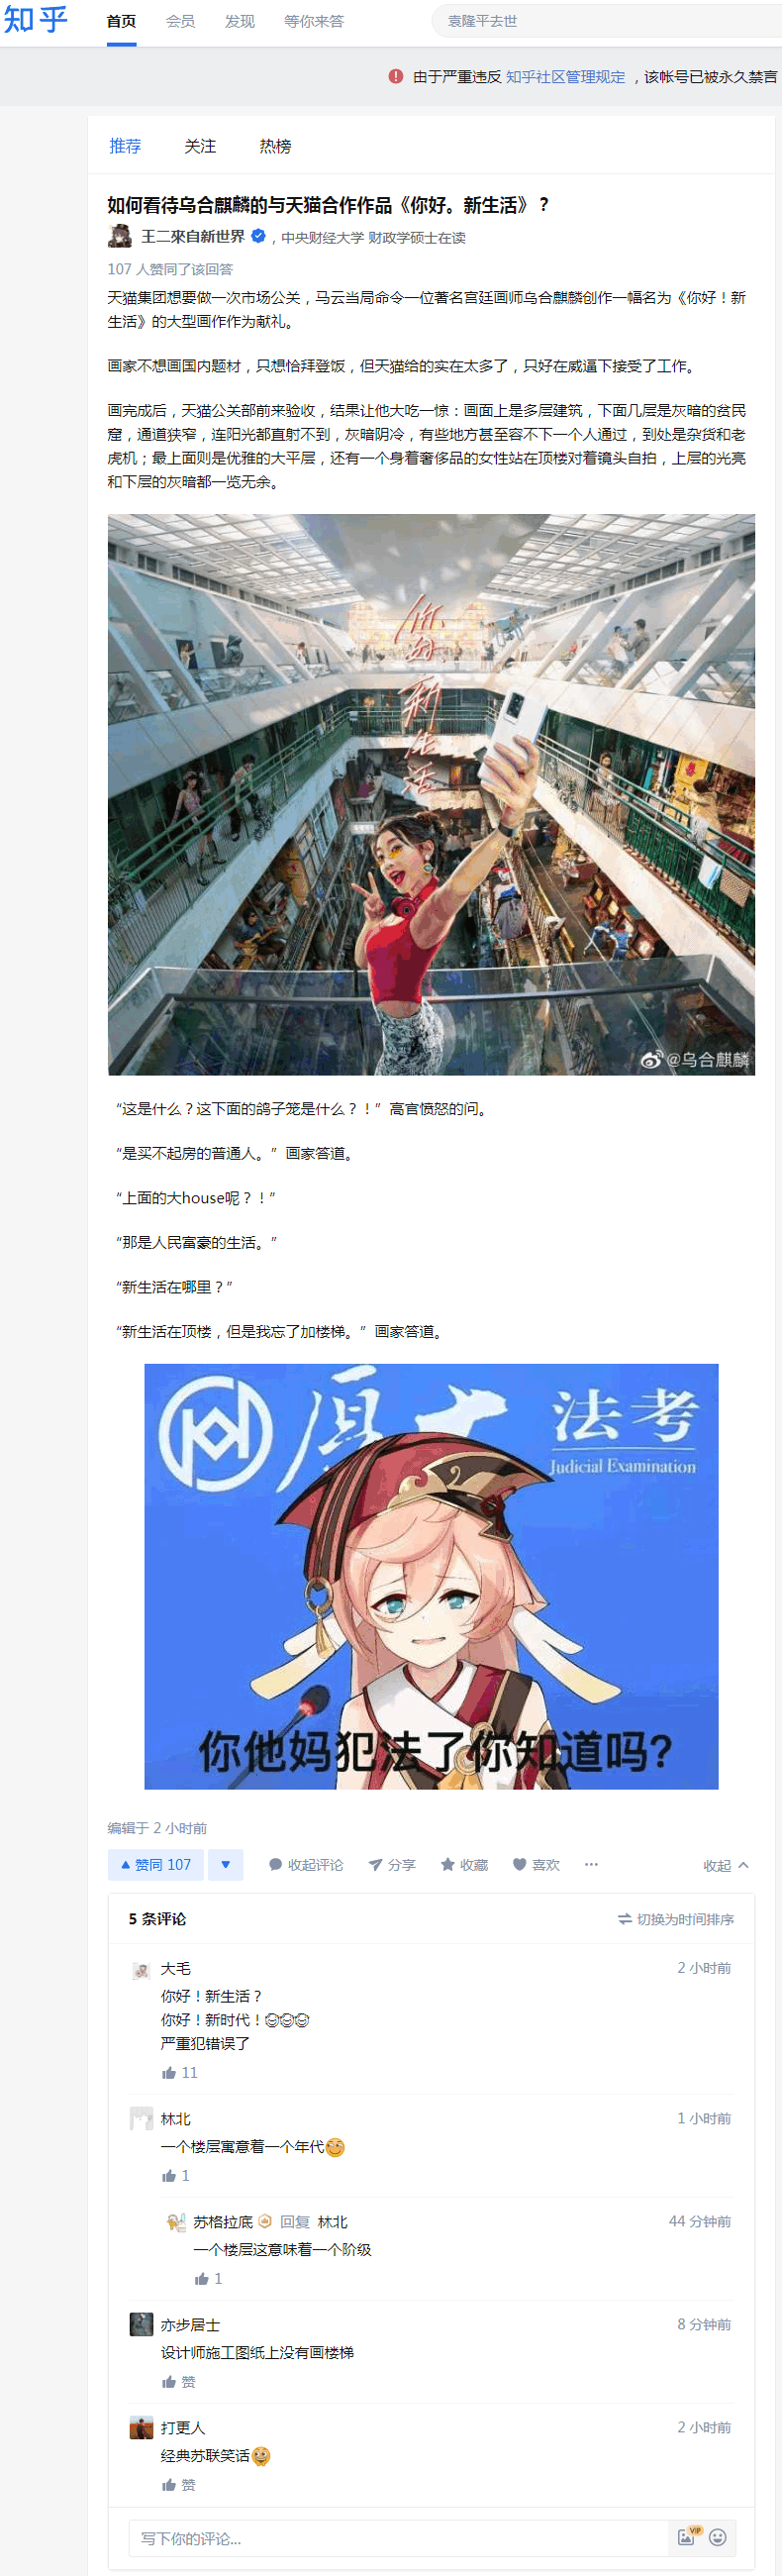 知乎
首页 会员 发现 等你来答 袁隆平去世
由于严重违反 知乎社区管理规定 ，该帐号已被永久禁言
推荐 关注 热榜
如何看待乌合麒麟的与天猫合作作品《你好。新生活》？
王二來自新世界 ，中央财经大学 财政学硕士在读
107 人赞同了该回答
天猫集团想要做一次市场公关，马云当局命令一位著名宫廷画师乌合麒麟创作一幅名为《你好！新
生活》的大型画作作为献礼。
画家不想画国内题材，只想恰拜登饭，但天猫给的实在太多了，只好在威逼下接受了工作。
画完成后，天猫公关部前来验收，结果让他大吃一惊：画面上是多层建筑，下面几层是灰暗的贫民
窟，通道狭窄，连阳光都直射不到，灰暗阴冷，有些地方甚至容不下一个人通过，到处是杂货和老
虎机；最上面则是优雅的大平层，还有一个身着奢侈品的女性站在顶楼对着镜头自拍，上层的光亮
和下层的灰暗都一览无余。
你好，新生活
@乌合麒麟
“这是什么？这下面的鸽子笼是什么？！”高官愤怒的问。
“是买不起房的普通人。”画家答道。
“上面的大house呢？！”
“那是人民富豪的生活。”
“新生活在哪里？”
“新生活在顶楼，但是我忘了加楼梯。”画家答道。
法考
Judicial Examination
你他妈犯法了你知道吗?
编辑于 2 小时前
赞同 107 收起评论 分享 收藏 喜欢 ··· 收起
5 条评论 切换为时间排序
大毛 2 小时前
你好！新生活？
你好！新时代！
严重犯错误了
11
林北 1 小时前
一个楼层寓意着一个年代
1
苏格拉底 回复 林北 44 分钟前
一个楼层这意味着一个阶级
1
亦步居士 8 分钟前
设计师施工图纸上没有画楼梯
赞
打更人 2 小时前
经典苏联笑话
赞
写下你的评论... VIP